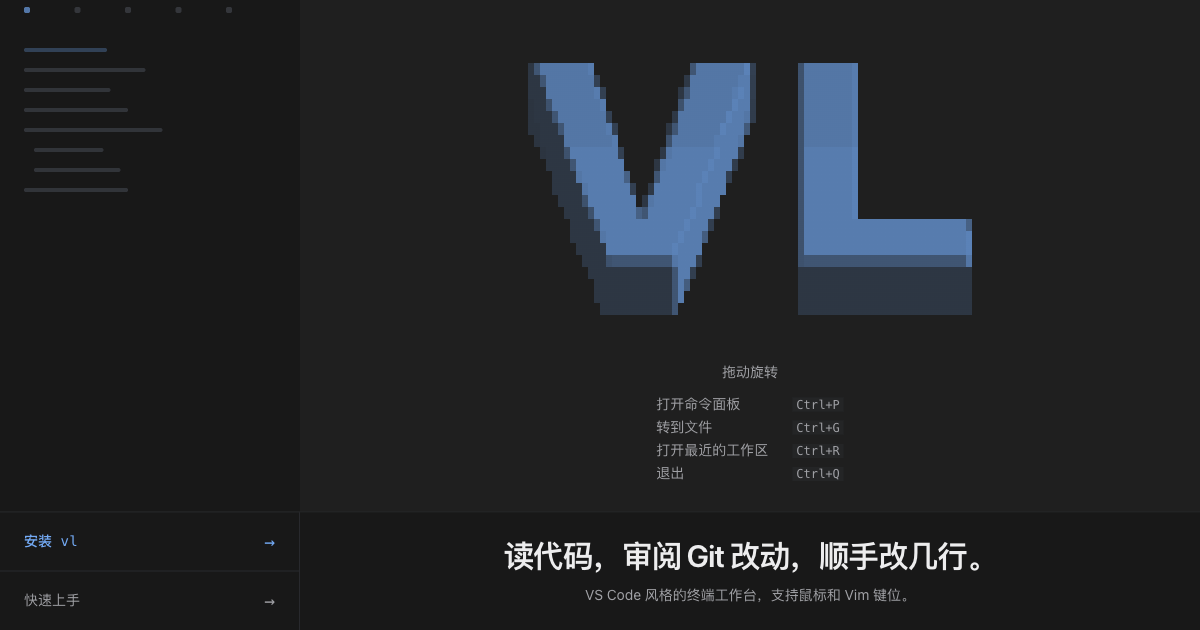 VL
拖动旋转
打开命令面板 Ctrl+P
转到文件 Ctrl+G
打开最近的工作区 Ctrl+R
退出 Ctrl+Q
安装 vl →
快速上手 →
读代码，审阅 Git 改动，顺手改几行。
VS Code 风格的终端工作台，支持鼠标和 Vim 键位。